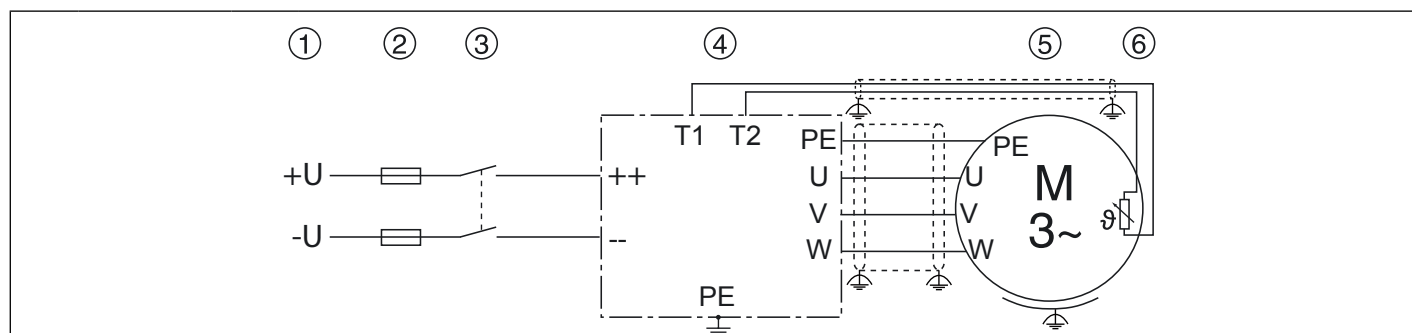 ① ② ③ ④ ⑤ ⑥
T1 T2
PE PE
+U ++ U U
M
V V
3~ ϑ
-U -- W W
PE